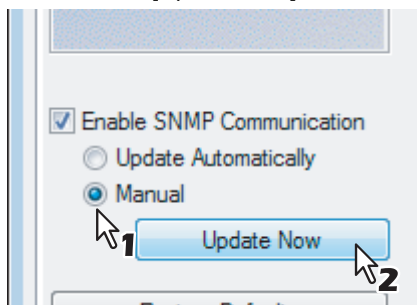 Enable SNMP Communication
Update Automatically
Manual
1
Update Now
2